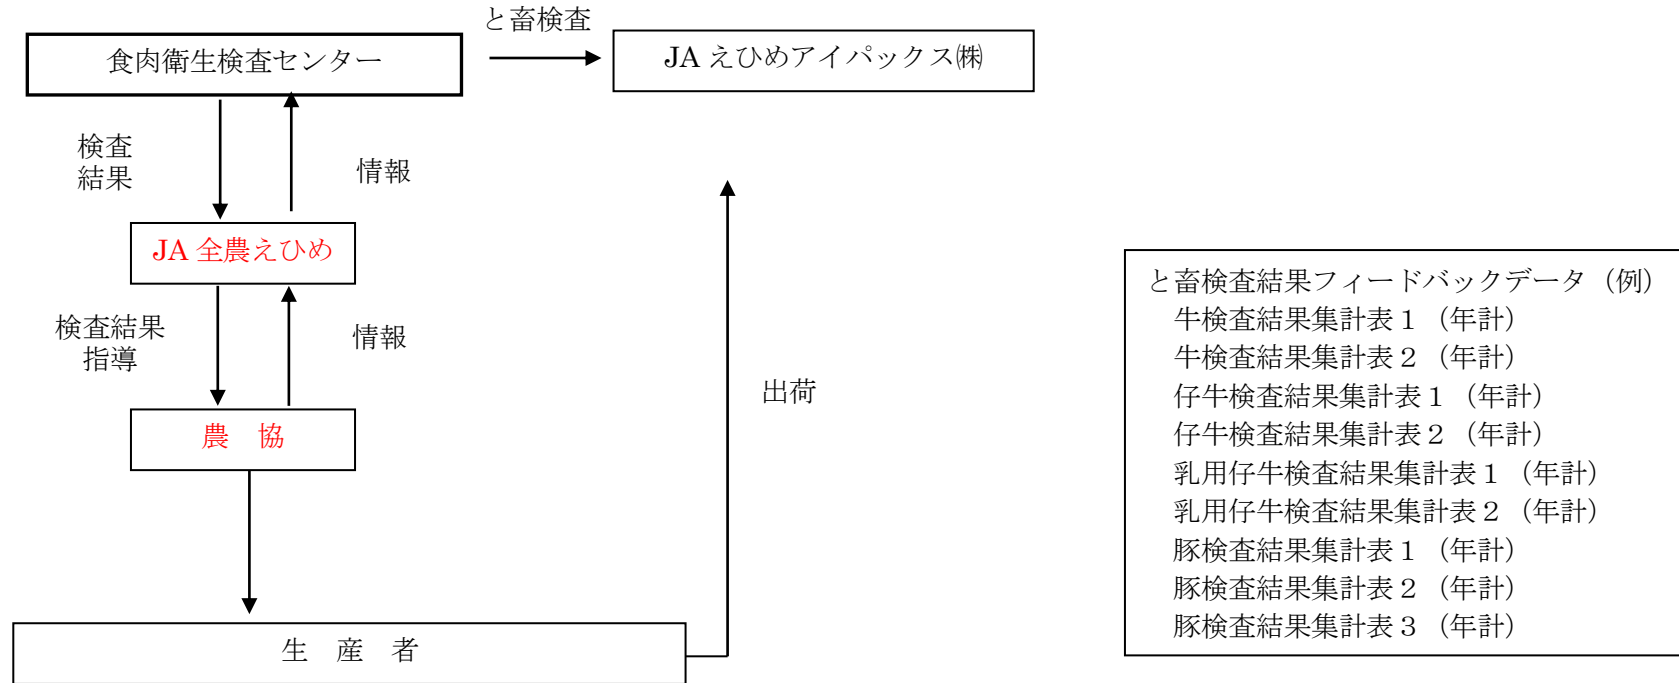 と畜検査
食肉衛生検査センター
JA えひめアイパックス㈱
検査
結果
情報
JA 全農えひめ
検査結果
指導
情報
農　協
出荷
生　産　者
と畜検査結果フィードバックデータ（例）
牛検査結果集計表１（年計）
牛検査結果集計表２（年計）
仔牛検査結果集計表１（年計）
仔牛検査結果集計表２（年計）
乳用仔牛検査結果集計表１（年計）
乳用仔牛検査結果集計表２（年計）
豚検査結果集計表１（年計）
豚検査結果集計表２（年計）
豚検査結果集計表３（年計）